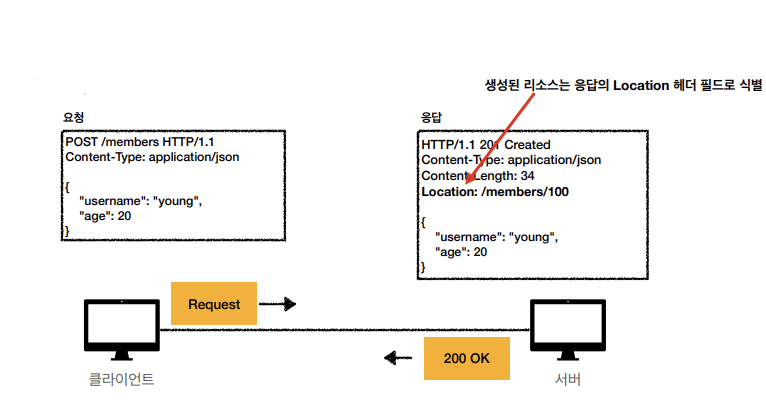 생성된 리소스는 응답의 Location 헤더 필드로 식별
요청
POST /members HTTP/1.1
Content-Type: application/json
{
"username": "young",
"age": 20
}
응답
HTTP/1.1 201 Created
Content-Type: application/json
Content-Length: 34
Location: /members/100
{
"username": "young",
"age": 20
}
Request
200 OK
클라이언트
서버